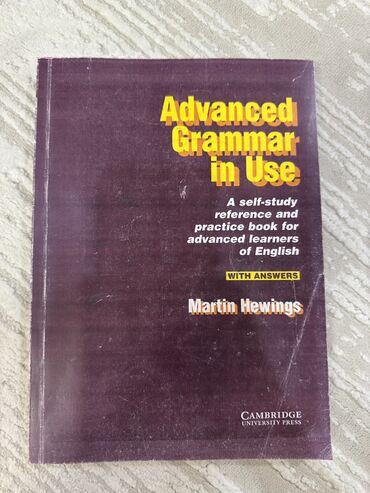 Advanced
Grammar
in Use
A self-study
reference and
practice book for
advanced learners
of English
WITH ANSWERS
Martin Hewings
CAMBRIDGE
UNIVERSITY PRESS